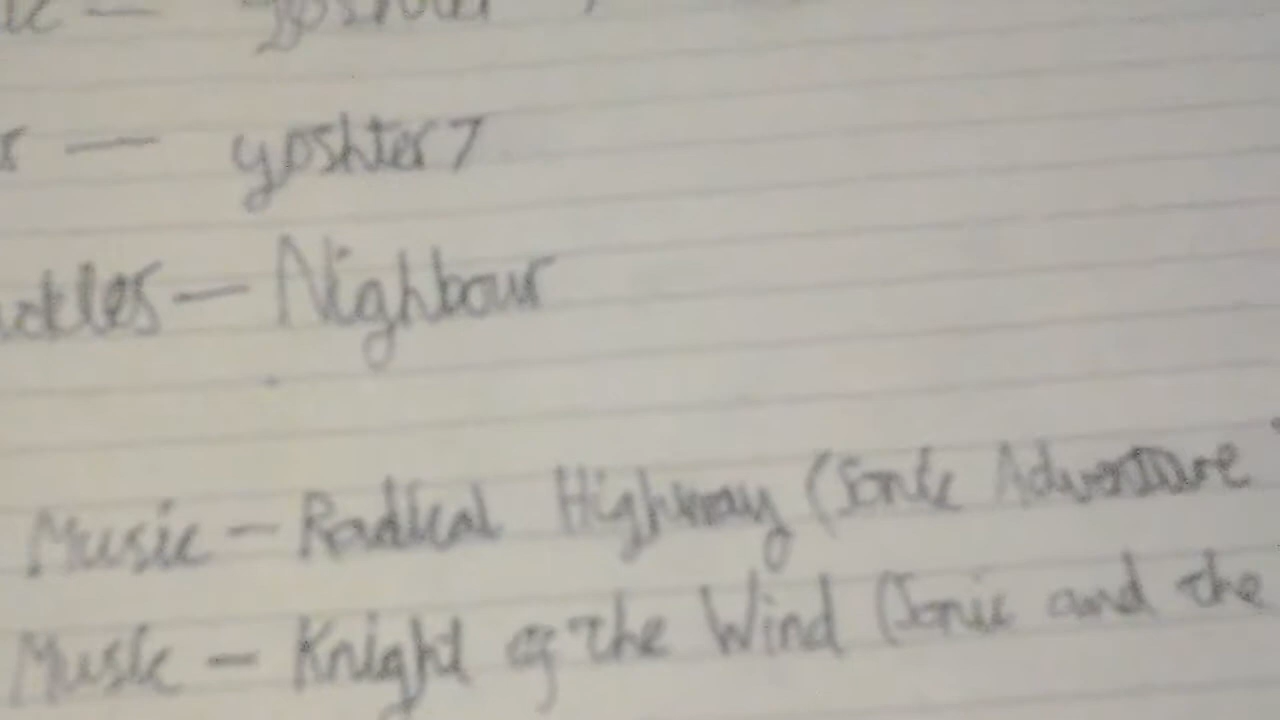 — yoshter7
— Nighbour
Music — Radical Highway (Sonic Adventure
Music — Knight of the Wind (Sonic and the